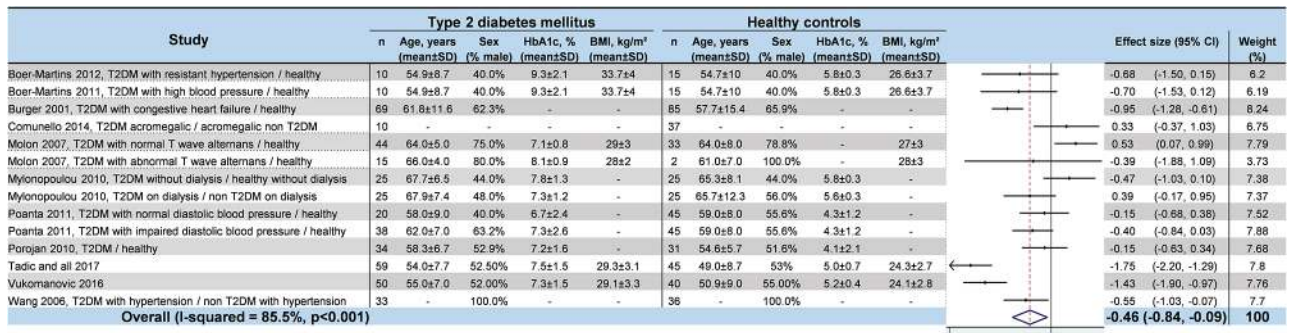 Type 2 diabetes mellitus Healthy controls
Study n Age, years (mean±SD) Sex (% male) HbA1c, % (mean±SD) BMI, kg/m² (mean±SD) n Age, years (mean±SD) Sex (% male) HbA1c, % (mean±SD) BMI, kg/m² (mean±SD) Effect size (95% CI) Weight (%)
Boer-Martins 2012, T2DM with resistant hypertension / healthy 10 54.9±8.7 40.0% 9.3±2.1 33.7±4 15 54.7±10 40.0% 5.8±0.3 26.6±3.7 -0.68 (-1.50, 0.15) 6.2
Boer-Martins 2011, T2DM with high blood pressure / healthy 10 54.9±8.7 40.0% 9.3±2.1 33.7±4 15 54.7±10 40.0% 5.8±0.3 26.6±3.7 -0.70 (-1.53, 0.12) 6.19
Burger 2001, T2DM with congestive heart failure / healthy 69 61.8±11.6 62.3% - - 85 57.7±15.4 65.9% - - -0.95 (-1.28, -0.61) 8.24
Comunello 2014, T2DM acromegalic / acromegalic non T2DM 10 - - - - 37 - - - - 0.33 (-0.37, 1.03) 6.75
Molon 2007, T2DM with normal T wave alternans / healthy 44 64.0±5.0 75.0% 7.1±0.8 29±3 33 64.0±8.0 78.8% - 27±3 0.53 (0.07, 0.99) 7.79
Molon 2007, T2DM with abnormal T wave alternans / healthy 15 66.0±4.0 80.0% 8.1±0.9 28±2 2 61.0±7.0 100.0% - 28±3 -0.39 (-1.88, 1.09) 3.73
Mylonopoulou 2010, T2DM without dialysis / healthy without dialysis 25 67.7±6.5 44.0% 7.8±1.3 - 25 65.3±8.1 44.0% 5.8±0.3 - -0.47 (-1.03, 0.10) 7.38
Mylonopoulou 2010, T2DM on dialysis / non T2DM on dialysis 25 67.9±7.4 48.0% 7.3±1.2 - 25 65.7±12.3 56.0% 5.6±0.3 - 0.39 (-0.17, 0.95) 7.37
Poanta 2011, T2DM with normal diastolic blood pressure / healthy 20 58.0±9.0 40.0% 6.7±2.4 - 45 59.0±8.0 55.6% 4.3±1.2 - -0.15 (-0.68, 0.38) 7.52
Poanta 2011, T2DM with impaired diastolic blood pressure / healthy 38 62.0±7.0 63.2% 7.3±2.6 - 45 59.0±8.0 55.6% 4.3±1.2 - -0.40 (-0.84, 0.03) 7.88
Porojan 2010, T2DM / healthy 34 58.3±6.7 52.9% 7.2±1.6 - 31 54.6±5.7 51.6% 4.1±2.1 - -0.15 (-0.63, 0.34) 7.68
Tadic and all 2017 59 54.0±7.7 52.50% 7.5±1.5 29.3±3.1 45 49.0±8.7 53% 5.0±0.7 24.3±2.7 -1.75 (-2.20, -1.29) 7.8
Vukomanovic 2016 50 55.0±7.0 52.00% 7.3±1.5 29.1±3.3 40 50.9±9.0 55.00% 5.2±0.4 24.1±2.8 -1.43 (-1.90, -0.97) 7.76
Wang 2006, T2DM with hypertension / non T2DM with hypertension 33 - 100.0% - - 36 - 100.0% - - -0.55 (-1.03, -0.07) 7.7
Overall (I-squared = 85.5%, p<0.001) -0.46 (-0.84, -0.09) 100